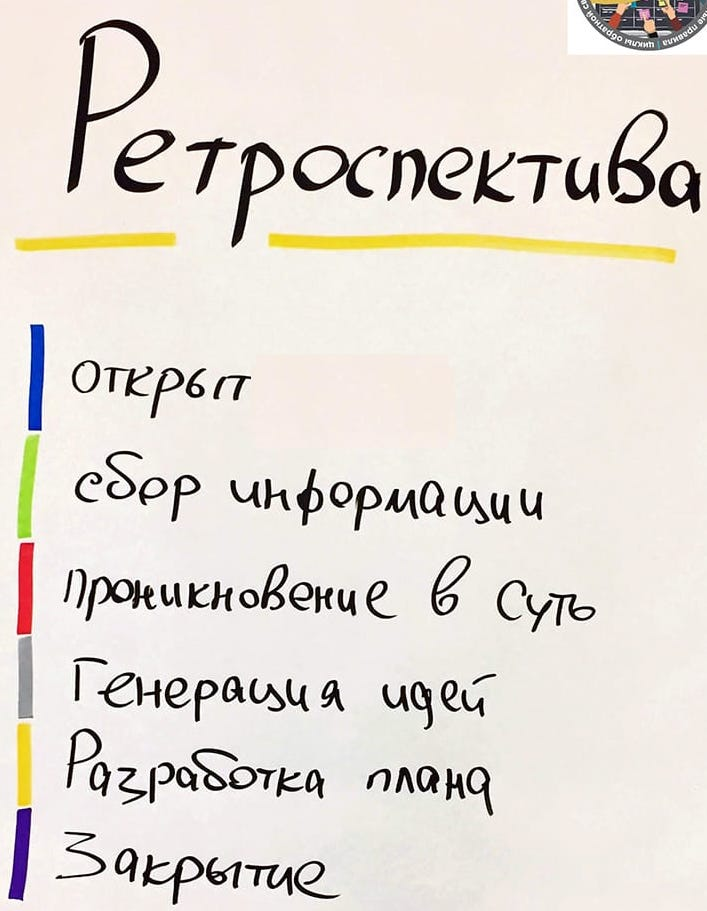 Ретроспектива
открыт
сбор информации
проникновение в суть
Генерация идей
Разработка плана
Закрытие